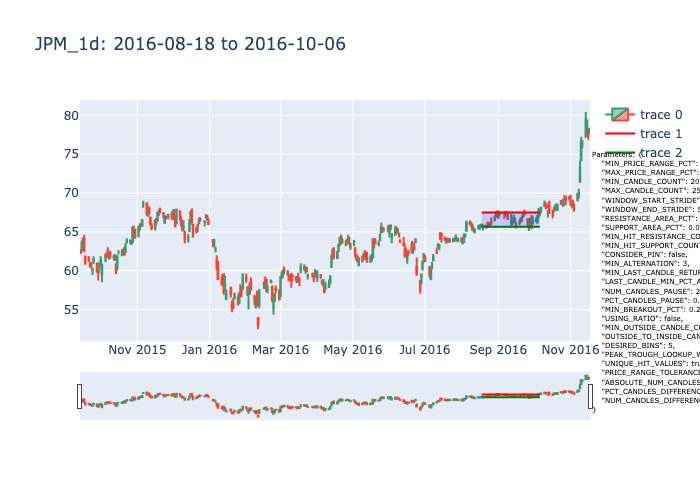 JPM_1d: 2016-08-18 to 2016-10-06
80
75
70
65
60
55
Nov 2015
Jan 2016
Mar 2016
May 2016
Jul 2016
Sep 2016
Nov 2016
trace 0
trace 1
trace 2
Parameters: {
"MIN_PRICE_RANGE_PCT":
"MAX_PRICE_RANGE_PCT":
"MIN_CANDLE_COUNT": 20
"MAX_CANDLE_COUNT": 25
"WINDOW_START_STRIDE"
"WINDOW_END_STRIDE": 5
"RESISTANCE_AREA_PCT":
"SUPPORT_AREA_PCT": 0.0
"MIN_HIT_RESISTANCE_CO
"MIN_HIT_SUPPORT_COUNT
"CONSIDER_PIN": false,
"MIN_ALTERNATION": 3,
"MIN_LAST_CANDLE_RETUR
"LAST_CANDLE_MIN_PCT_A
"NUM_CANDLES_PAUSE": 2
"PCT_CANDLES_PAUSE": 0.
"MIN_BREAKOUT_PCT": 0.2
"USING_RATIO": false,
"MIN_OUTSIDE_CANDLE_CO
"OUTSIDE_TO_INSIDE_CAN
"DESIRED_BINS": 5,
"PEAK_TROUGH_LOOKUP_W
"UNIQUE_HIT_VALUES": tru
"PRICE_RANGE_TOLERANC
"ABSOLUTE_NUM_CANDLES
"PCT_CANDLES_DIFFERENC
"NUM_CANDLES_DIFFEREN
}